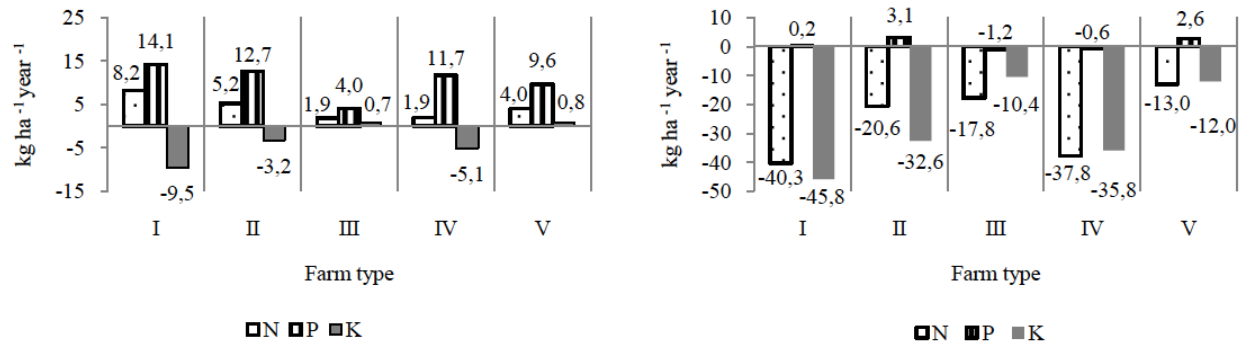 kg ha⁻¹ year⁻¹
25
15
5
-5
-15
8,2 14,1 -9,5
5,2 12,7 -3,2
1,9 4,0 0,7
1,9 11,7 -5,1
4,0 9,6 0,8
I II III IV V
Farm type
N P K
kg ha⁻¹ year⁻¹
10
0
-10
-20
-30
-40
-50
-40,3 0,2 -45,8
-20,6 3,1 -32,6
-17,8 -1,2 -10,4
-37,8 -0,6 -35,8
-13,0 2,6 -12,0
I II III IV V
Farm type
N P K